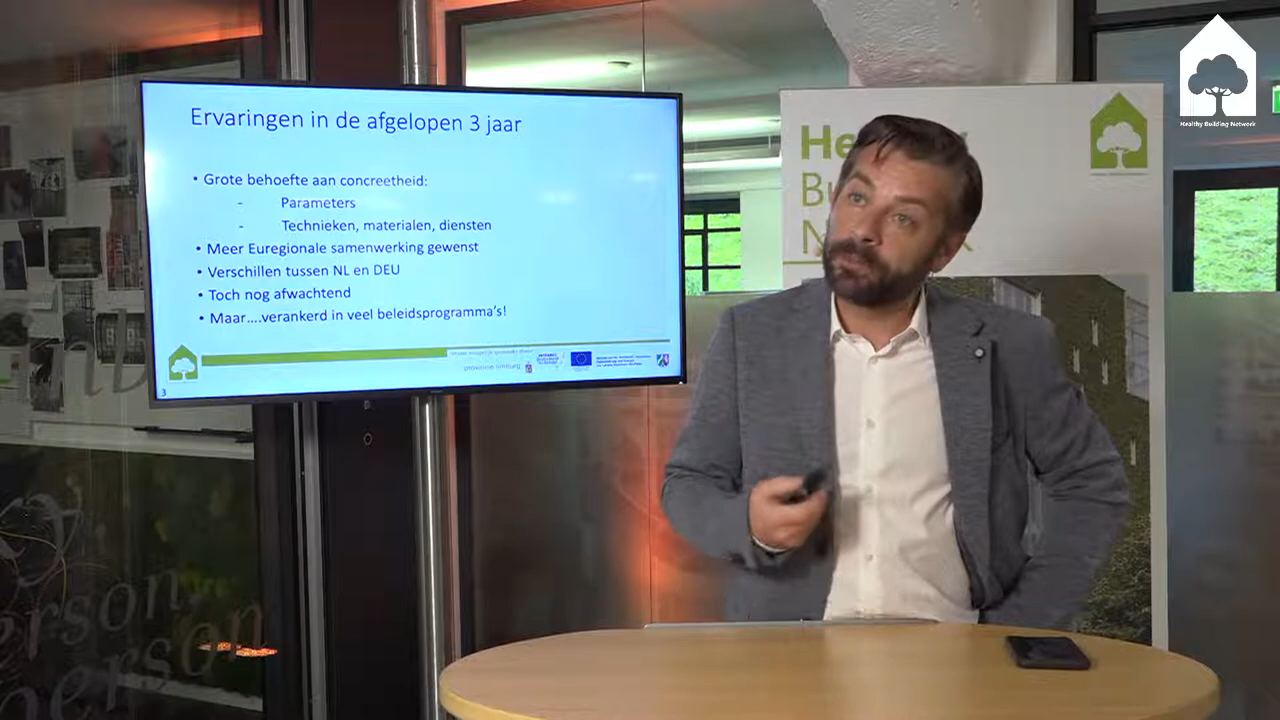 Ervaringen in de afgelopen 3 jaar
• Grote behoefte aan concreetheid:
- Parameters
- Technieken, materialen, diensten
• Meer Euregionale samenwerking gewenst
• Verschillen tussen NL en DEU
• Toch nog afwachtend
• Maar....verankerd in veel beleidsprogramma's!
provincie limburg
3
Healthy Building Network
erson